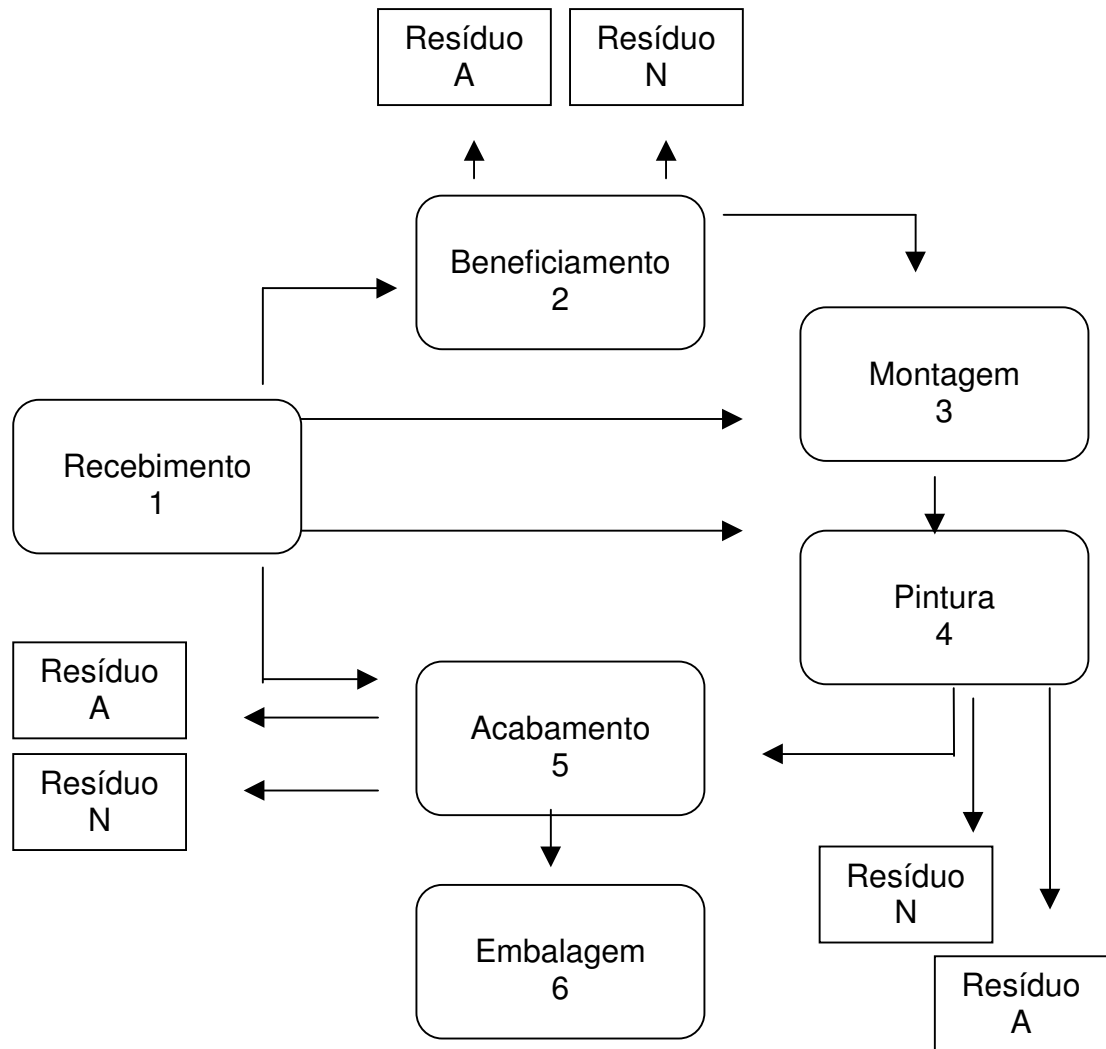 Resíduo
A
Resíduo
N
Beneficiamento
2
Montagem
3
Recebimento
1
Pintura
4
Resíduo
A
Acabamento
5
Resíduo
N
Resíduo
N
Embalagem
6
Resíduo
A